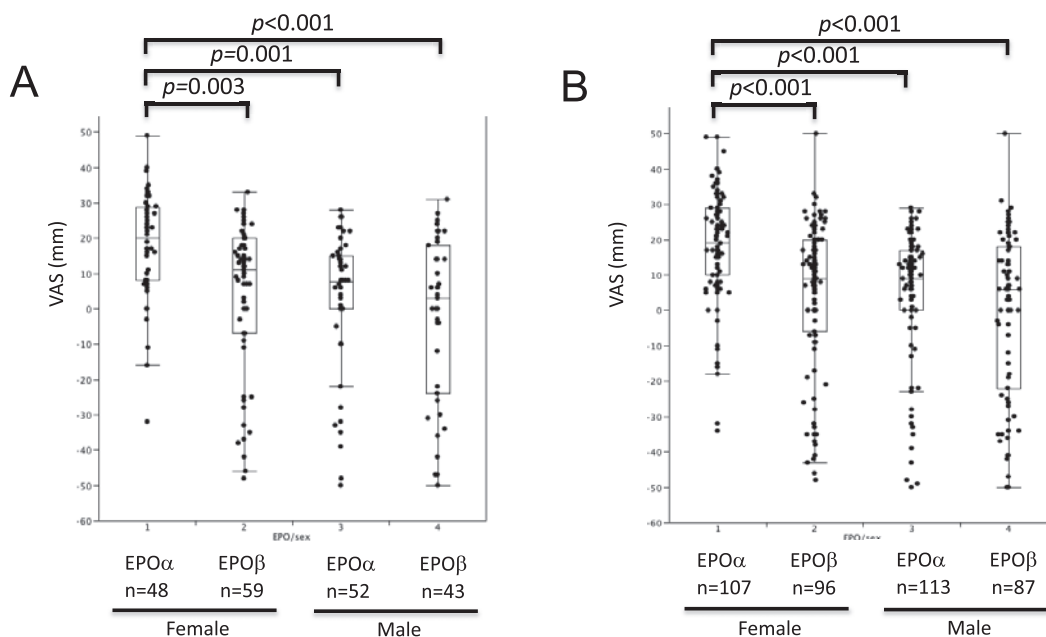 A
p<0.001
p=0.001
p=0.003
VAS (mm)
50
40
30
20
10
0
-10
-20
-30
-40
-50
-60
1 2 3 4
EPO/sex
EPOα EPOβ EPOα EPOβ
n=48 n=59 n=52 n=43
Female Male
B
p<0.001
p<0.001
p<0.001
VAS (mm)
50
40
30
20
10
0
-10
-20
-30
-40
-50
-60
1 2 3 4
EPO/sex
EPOα EPOβ EPOα EPOβ
n=107 n=96 n=113 n=87
Female Male